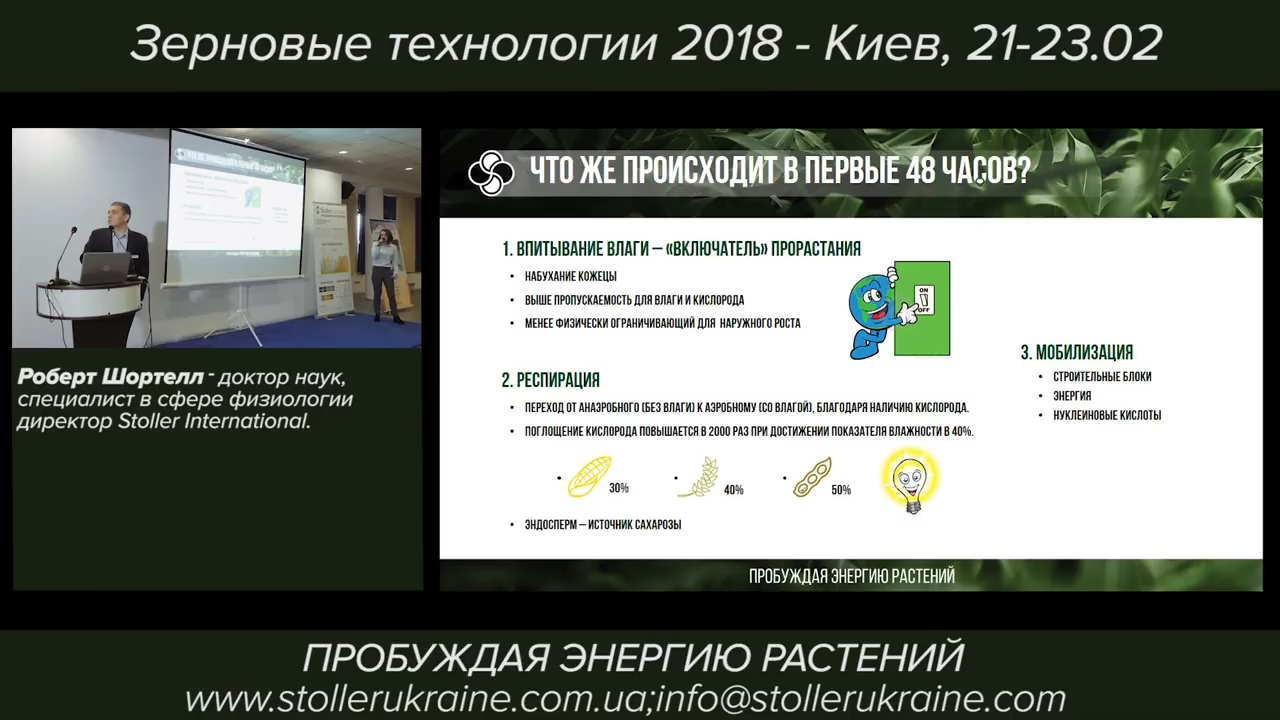 Зерновые технологии 2018 - Киев, 21-23.02
ЧТО ЖЕ ПРОИСХОДИТ В ПЕРВЫЕ 48 ЧАСОВ?
1. ВПИТЫВАНИЕ ВЛАГИ – «ВКЛЮЧАТЕЛЬ» ПРОРАСТАНИЯ
• НАБУХАНИЕ КОЖЕЦЫ
• ВЫШЕ ПРОПУСКАЕМОСТЬ ДЛЯ ВЛАГИ И КИСЛОРОДА
• МЕНЕЕ ФИЗИЧЕСКИ ОГРАНИЧИВАЮЩИЙ ДЛЯ НАРУЖНОГО РОСТА
ON
OFF
2. РЕСПИРАЦИЯ
• ПЕРЕХОД ОТ АНАЭРОБНОГО (БЕЗ ВЛАГИ) К АЭРОБНОМУ (СО ВЛАГОЙ), БЛАГОДАРЯ НАЛИЧИЮ КИСЛОРОДА.
• ПОГЛОЩЕНИЕ КИСЛОРОДА ПОВЫШАЕТСЯ В 2000 РАЗ ПРИ ДОСТИЖЕНИИ ПОКАЗАТЕЛЯ ВЛАЖНОСТИ В 40%.
• 30% • 40% • 50%
• ЭНДОСПЕРМ – ИСТОЧНИК САХАРОЗЫ
3. МОБИЛИЗАЦИЯ
• СТРОИТЕЛЬНЫЕ БЛОКИ
• ЭНЕРГИЯ
• НУКЛЕИНОВЫЕ КИСЛОТЫ
ПРОБУЖДАЯ ЭНЕРГИЮ РАСТЕНИЙ
Роберт Шортелл - доктор наук,
специалист в сфере физиологии
директор Stoller International.
ПРОБУЖДАЯ ЭНЕРГИЮ РАСТЕНИЙ
www.stollerukraine.com.ua;info@stollerukraine.com